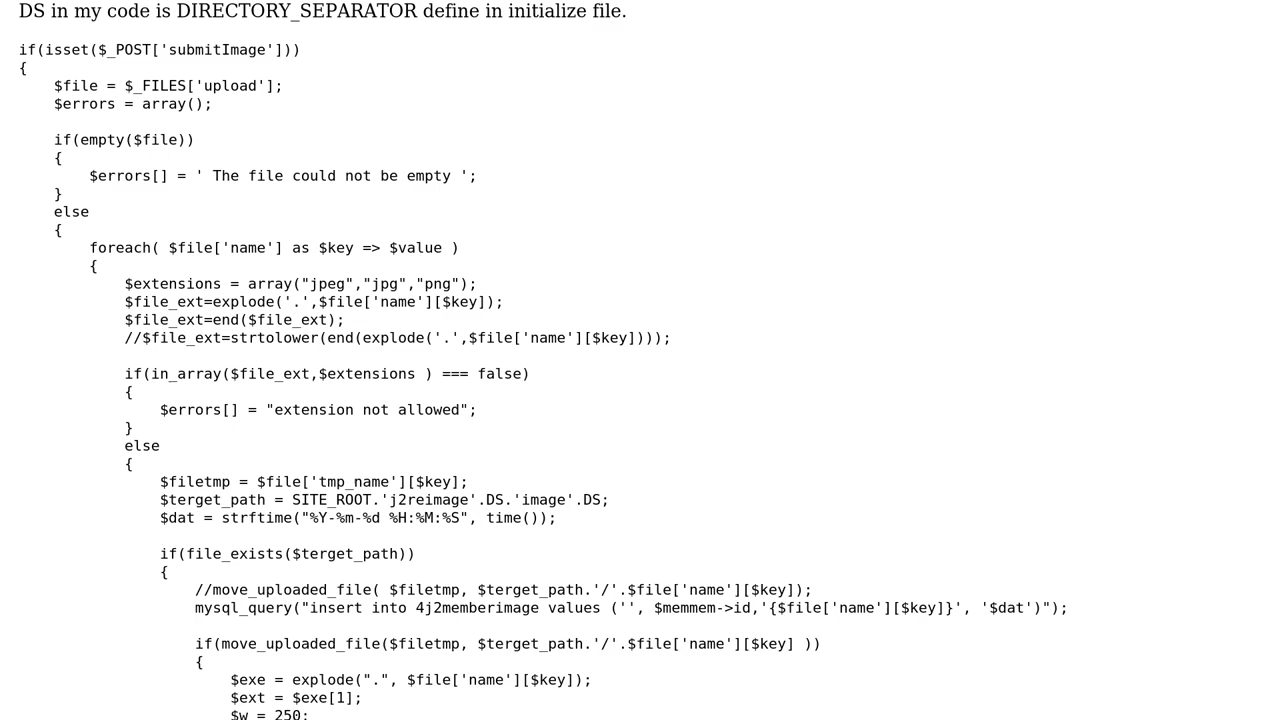 DS in my code is DIRECTORY_SEPARATOR define in initialize file.
if(isset($_POST['submitImage']))
{
    $file = $_FILES['upload'];
    $errors = array();
    if(empty($file))
    {
        $errors[] = ' The file could not be empty ';
    }
    else
    {
        foreach( $file['name'] as $key => $value )
        {
            $extensions = array("jpeg","jpg","png");
            $file_ext=explode('.',$file['name'][$key]);
            $file_ext=end($file_ext);
            //$file_ext=strtolower(end(explode('.',$file['name'][$key])));
            if(in_array($file_ext,$extensions ) === false)
            {
                $errors[] = "extension not allowed";
            }
            else
            {
                $filetmp = $file['tmp_name'][$key];
                $terget_path = SITE_ROOT.'j2reimage'.DS.'image'.DS;
                $dat = strftime("%Y-%m-%d %H:%M:%S", time());
                if(file_exists($terget_path))
                {
                    //move_uploaded_file( $filetmp, $terget_path.'/'.$file['name'][$key]);
                    mysql_query("insert into 4j2memberimage values ('', $memmem->id,'{$file['name'][$key]}', '$dat')");
                    if(move_uploaded_file($filetmp, $terget_path.'/'.$file['name'][$key] ))
                    {
                        $exe = explode(".", $file['name'][$key]);
                        $ext = $exe[1];
                        $w = 250;